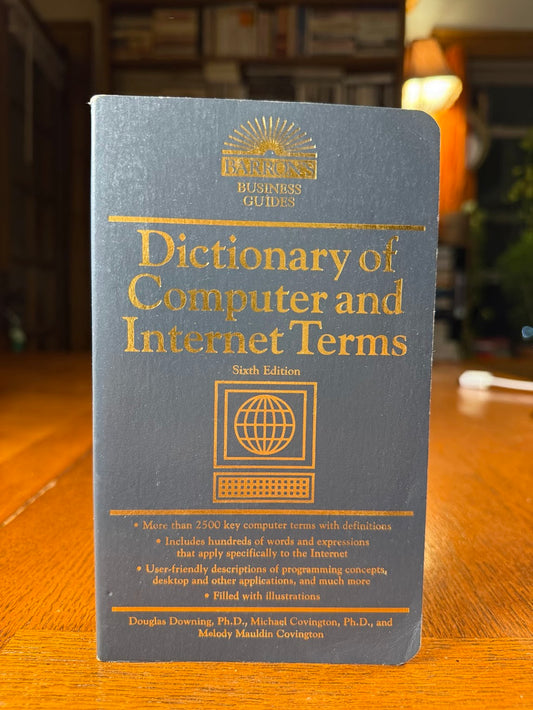 BARRON'S
BUSINESS
GUIDES
Dictionary of
Computer and
Internet Terms
Sixth Edition
• More than 2500 key computer terms with definitions
• Includes hundreds of words and expressions
that apply specifically to the Internet
• User-friendly descriptions of programming concepts,
desktop and other applications, and much more
• Filled with illustrations
Douglas Downing, Ph.D., Michael Covington, Ph.D., and
Melody Mauldin Covington